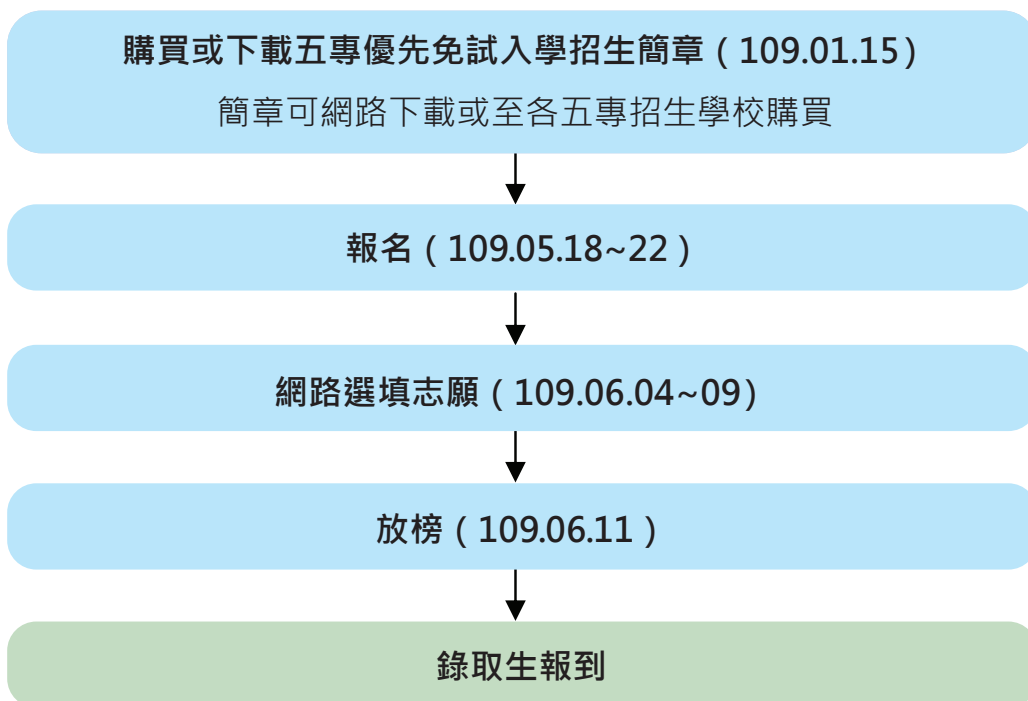 購買或下載五專優先免試入學招生簡章（109.01.15）
簡章可網路下載或至各五專招生學校購買
報名（109.05.18~22）
網路選填志願（109.06.04~09）
放榜（109.06.11）
錄取生報到